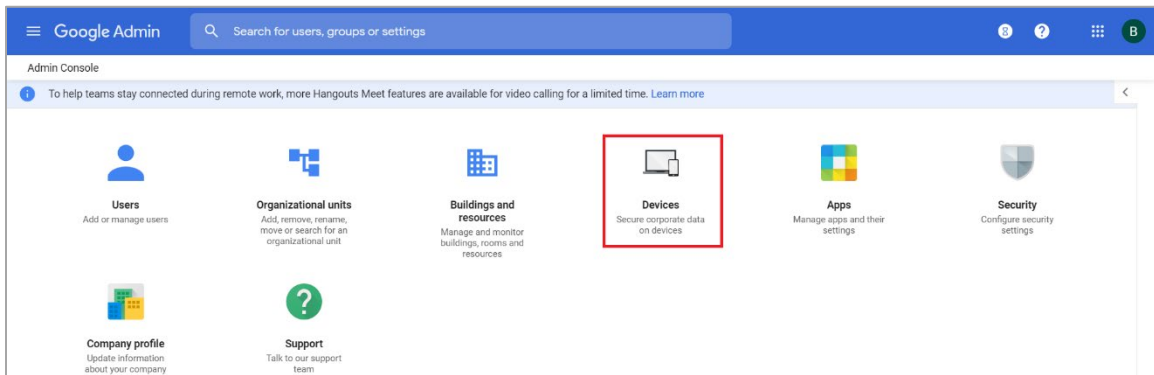 Google Admin
Search for users, groups or settings
8
?
B
Admin Console
To help teams stay connected during remote work, more Hangouts Meet features are available for video calling for a limited time. Learn more
Users
Add or manage users
Organizational units
Add, remove, rename,
move or search for an
organizational unit
Buildings and
resources
Manage and monitor
buildings, rooms and
resources
Devices
Secure corporate data
on devices
Apps
Manage apps and their
settings
Security
Configure security
settings
Company profile
Update information
about your company
?
Support
Talk to our support
team